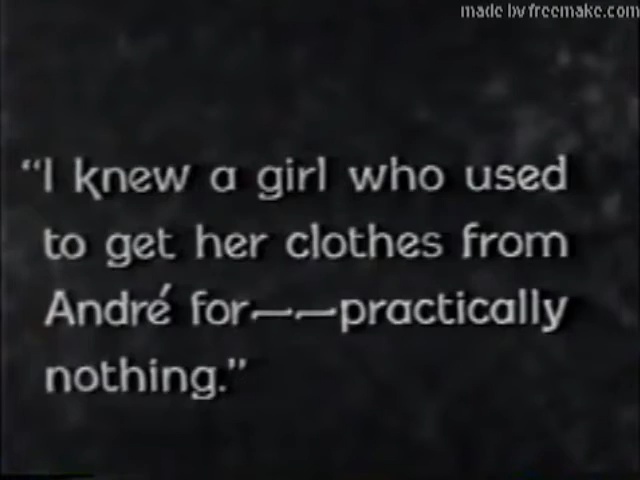 made by freemake.com
“I knew a girl who used
to get her clothes from
André for——practically
nothing.”